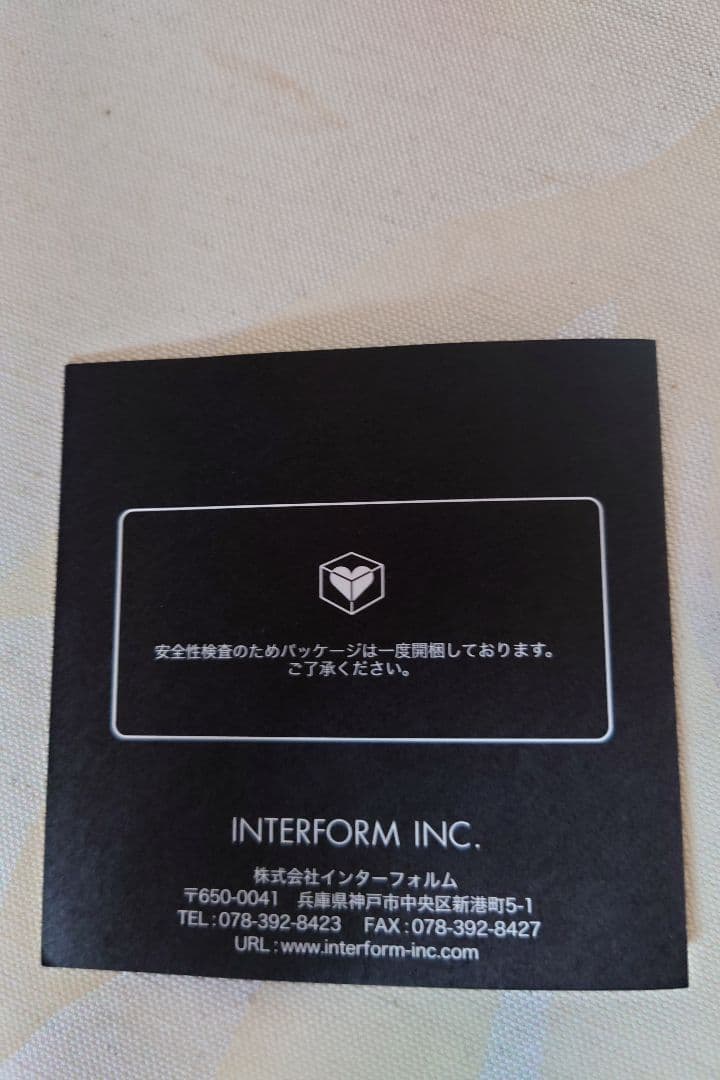 安全性検査のためパッケージは一度開梱しております。
ご了承ください。
INTERFORM INC.
株式会社インターフォルム
〒650-0041 兵庫県神戸市中央区新港町5-1
TEL:078-392-8423 FAX:078-392-8427
URL:www.interform-inc.com